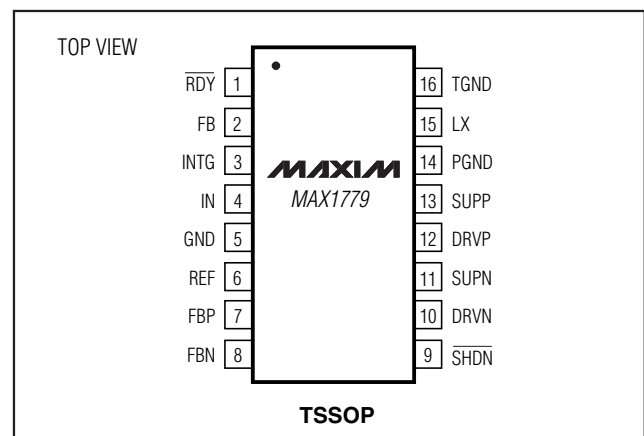 TOP VIEW
RDY 1
FB 2
INTG 3
IN 4
GND 5
REF 6
FBP 7
FBN 8
MAXIM
MAX1779
16 TGND
15 LX
14 PGND
13 SUPP
12 DRVP
11 SUPN
10 DRVN
9 SHDN
TSSOP